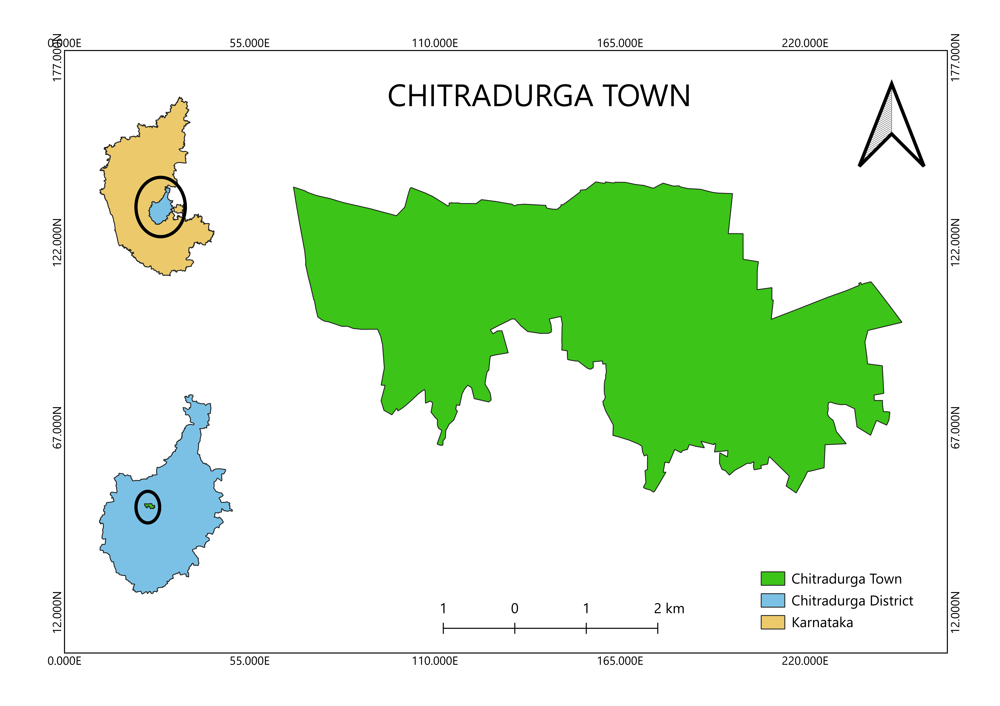 0.000E 55.000E 110.000E 165.000E 220.000E
177.000N
177.000N
CHITRADURGA TOWN
122.000N
122.000N
67.000N
67.000N
Chitradurga Town
Chitradurga District
Karnataka
1 0 1 2 km
12.000N
12.000N
0.000E 55.000E 110.000E 165.000E 220.000E